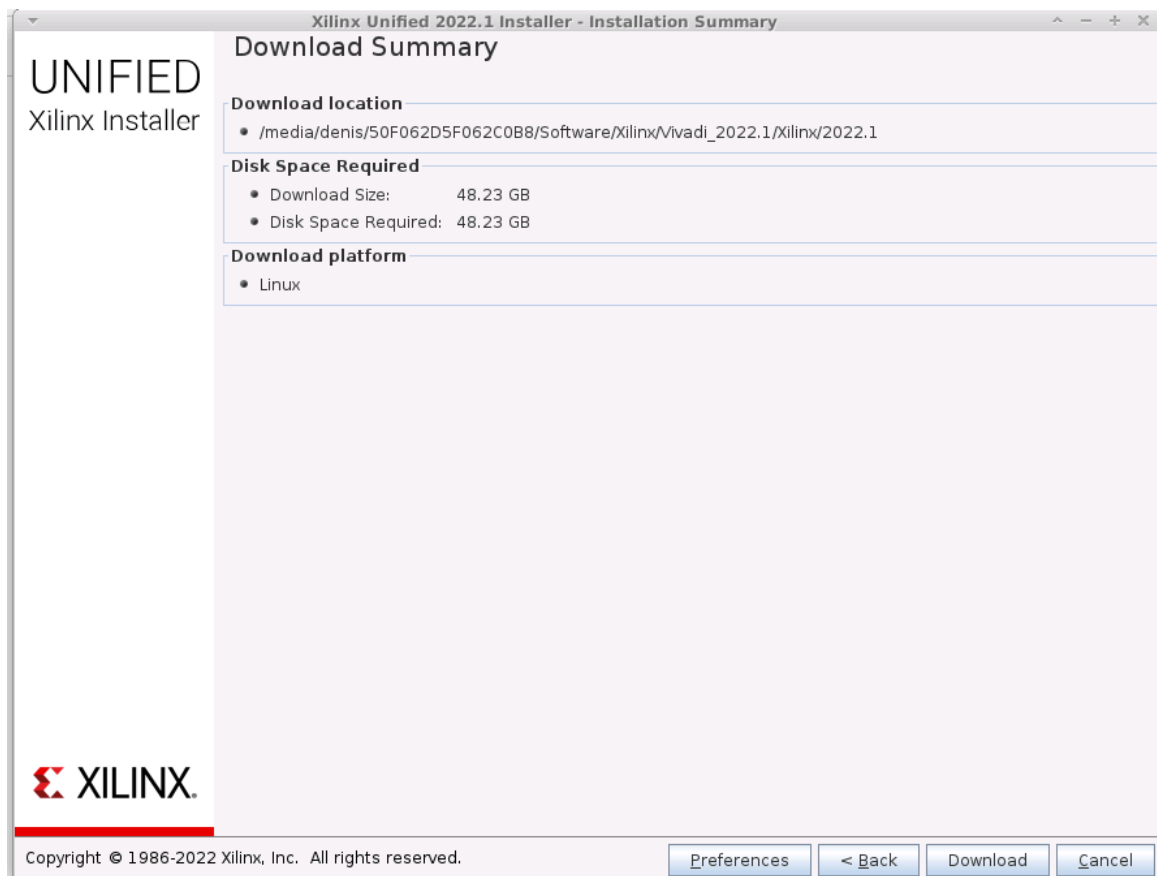 Xilinx Unified 2022.1 Installer - Installation Summary
UNIFIED
Xilinx Installer
Download Summary
Download location
/media/denis/50F062D5F062C0B8/Software/Xilinx/Vivadi_2022.1/Xilinx/2022.1
Disk Space Required
Download Size: 48.23 GB
Disk Space Required: 48.23 GB
Download platform
Linux
XILINX.
Copyright © 1986-2022 Xilinx, Inc. All rights reserved.
Preferences < Back Download Cancel